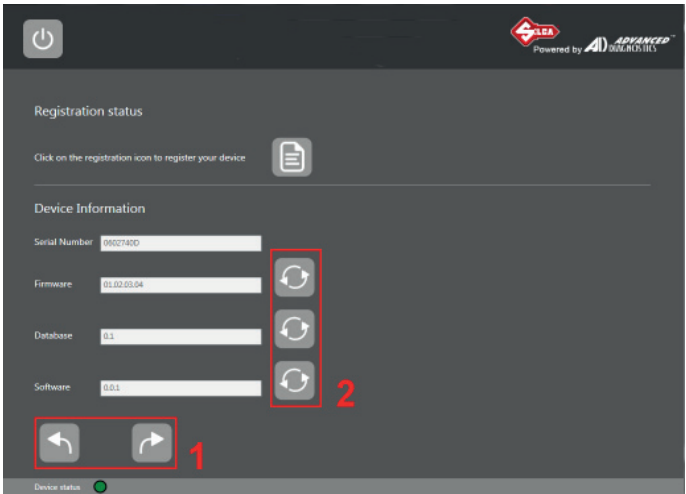 SILCA
Powered by AD ADVANCED DIAGNOSTICS
Registration status
Click on the registration icon to register your device
Device Information
Serial Number 0602740D
Firmware 01.02.03.04
Database 0.1
Software 0.0.1
2
1
Device status